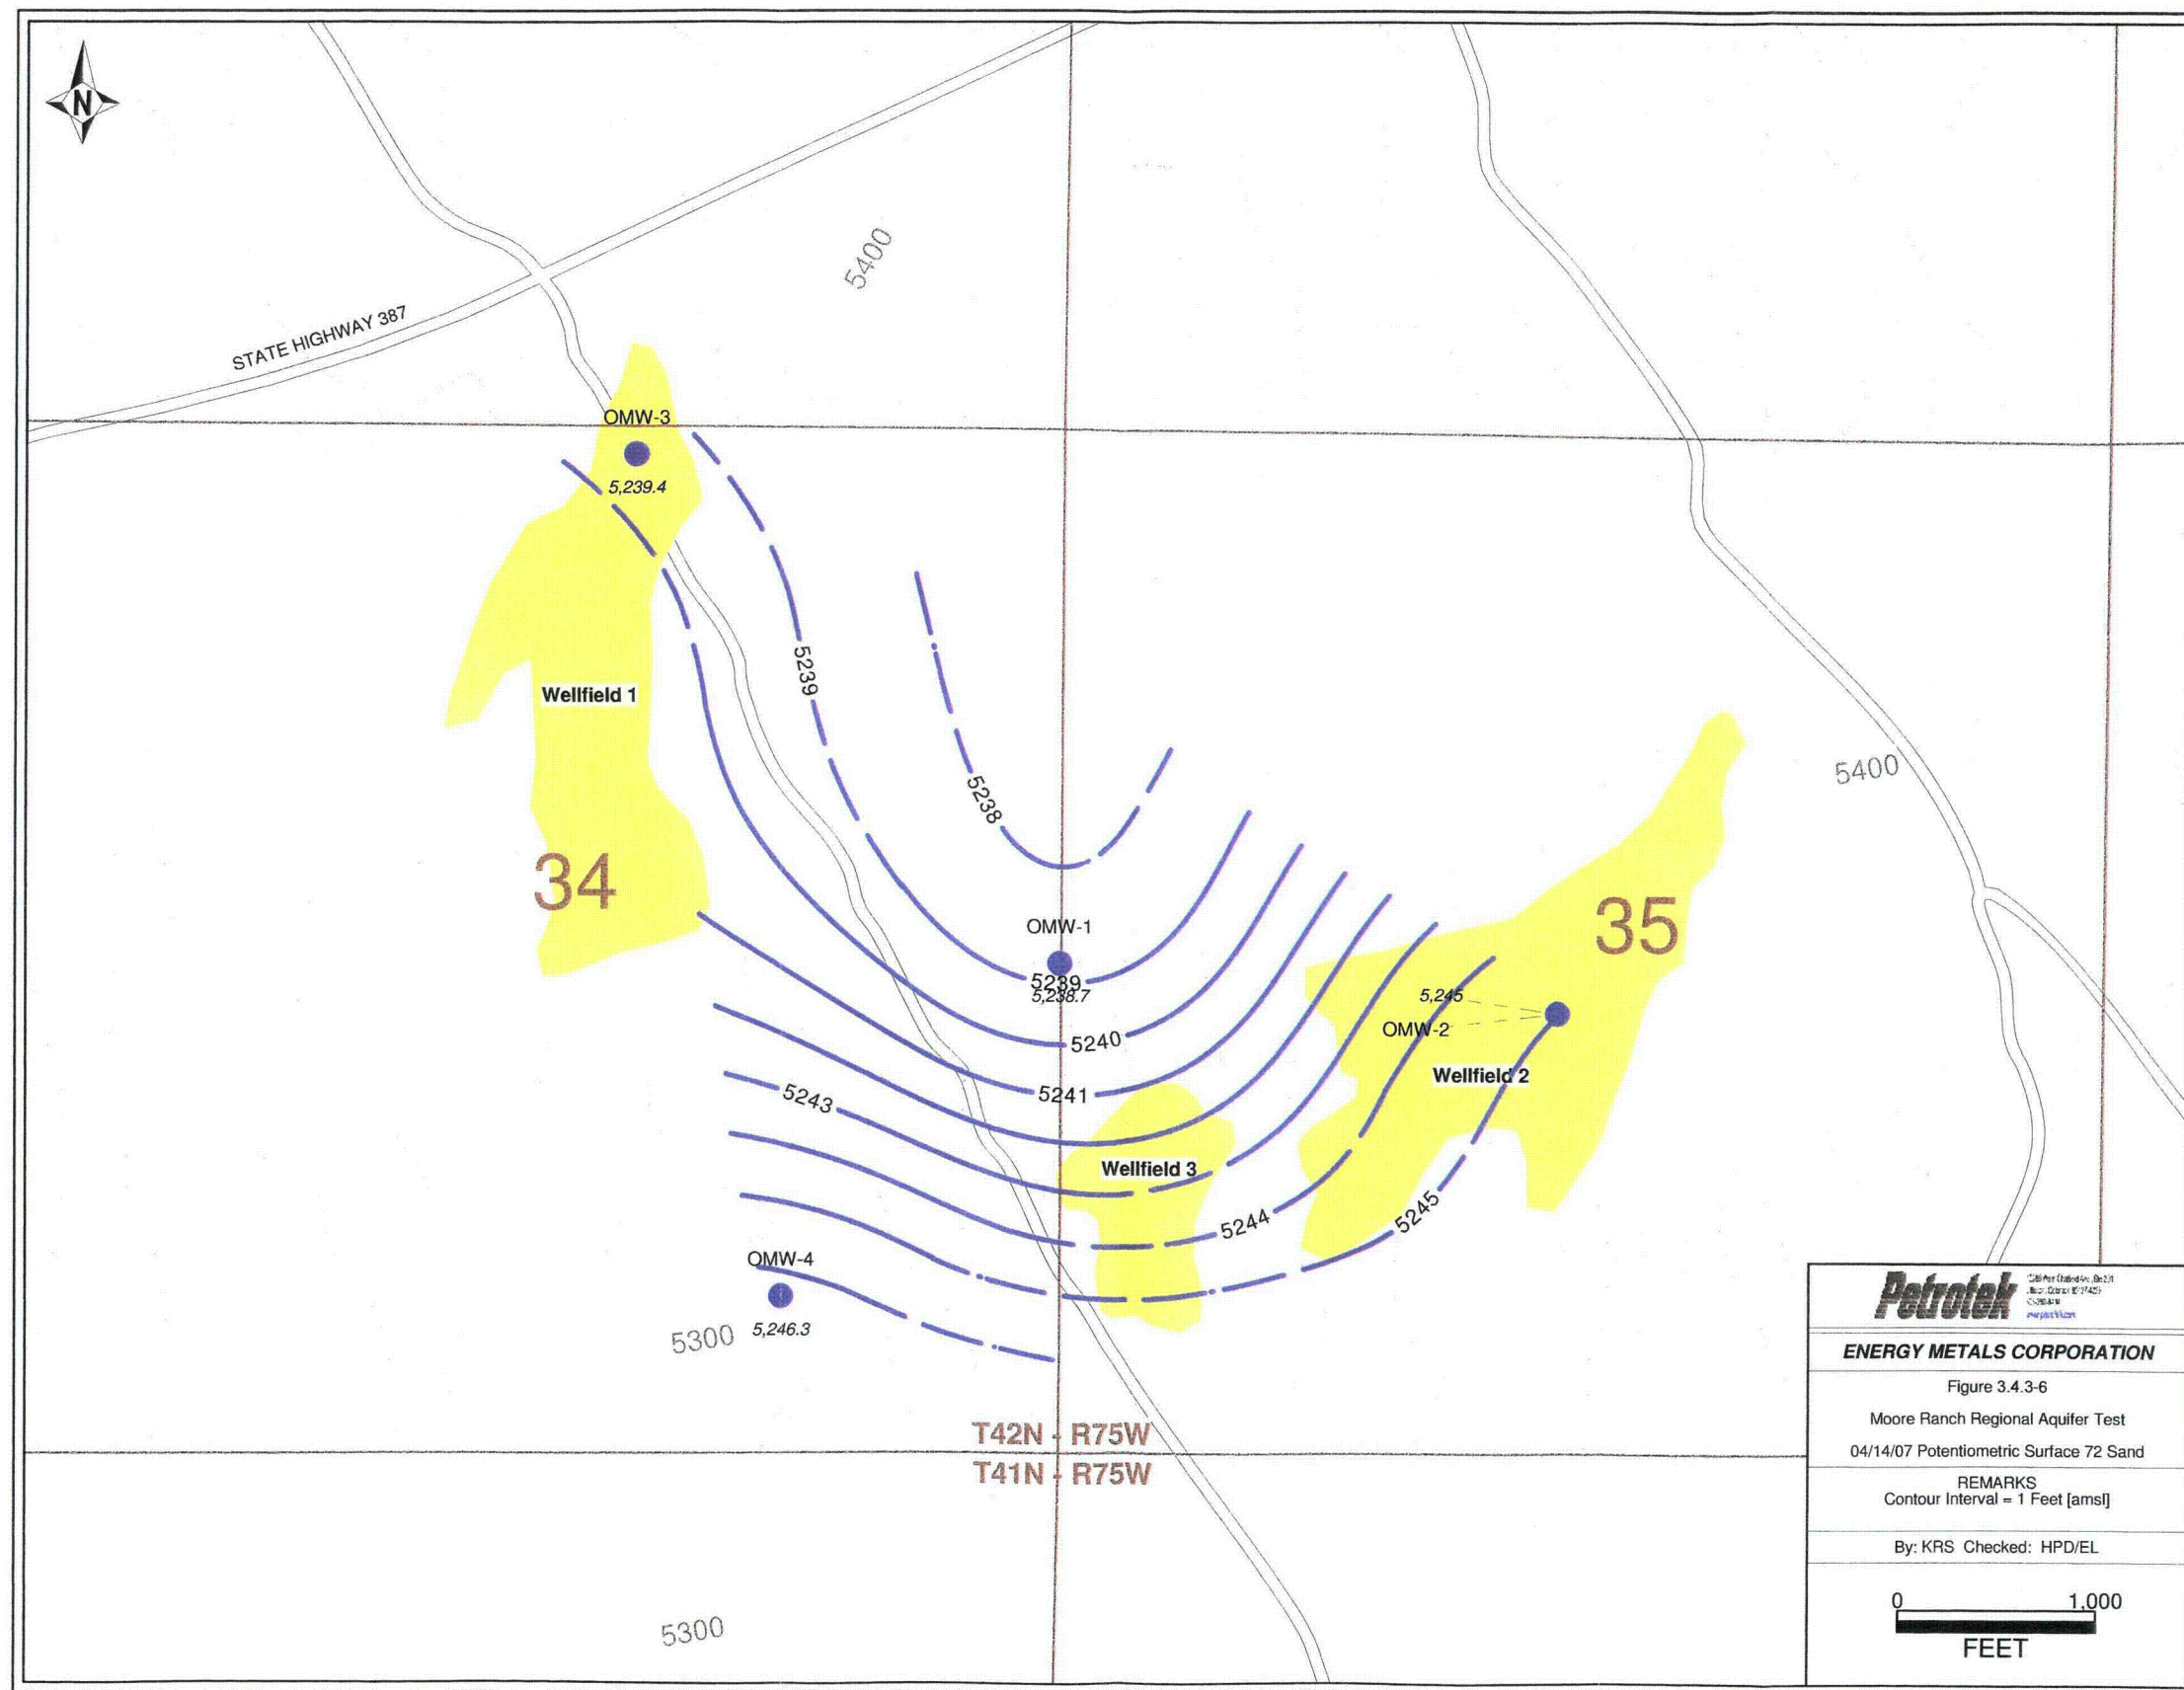 N
5400
STATE HIGHWAY 387
OMW-3
5,239.4
5239
Wellfield 1
5400
5238
34
35
OMW-1
5239
5,238.7
5,245
OMW-2
5240
Wellfield 2
5241
5243
Wellfield 3
5244
5245
OMW-4
5,246.3
5300
T42N - R75W
T41N - R75W
5300
Petrotek
ENERGY METALS CORPORATION
Figure 3.4.3-6
Moore Ranch Regional Aquifer Test
04/14/07 Potentiometric Surface 72 Sand
REMARKS
Contour Interval = 1 Feet [amsl]
By: KRS Checked: HPD/EL
0 1,000
FEET